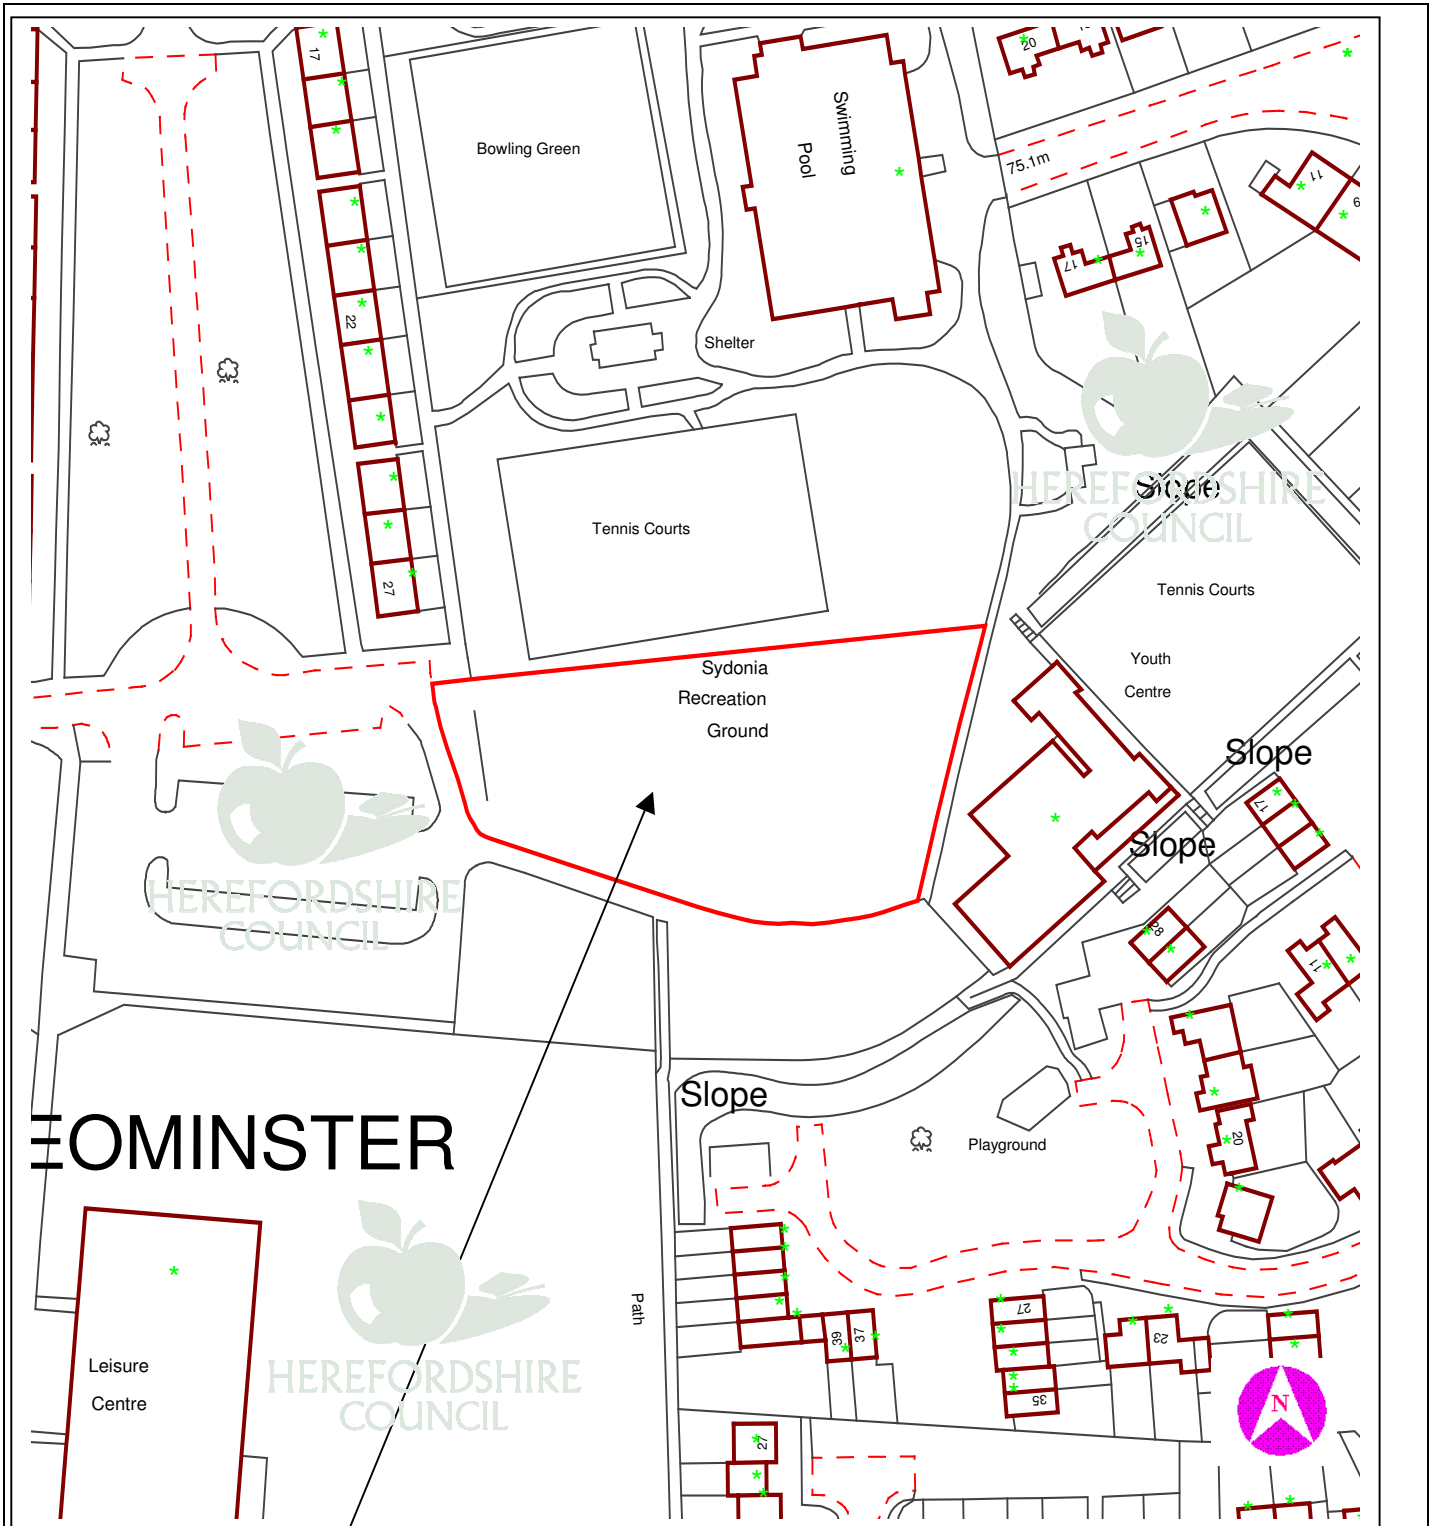 17
20
Bowling Green
Swimming
Pool
75.1m
11
9
15
17
22
Shelter
HEREFORDSHIRE
COUNCIL
Slope
Tennis Courts
27
Tennis Courts
Youth
Centre
Sydonia
Recreation
Ground
Slope
17
HEREFORDSHIRE
COUNCIL
Slope
28
11
Slope
EOMINSTER
Playground
20
Path
27
39
37
23
Leisure
Centre
HEREFORDSHIRE
COUNCIL
35
N
27